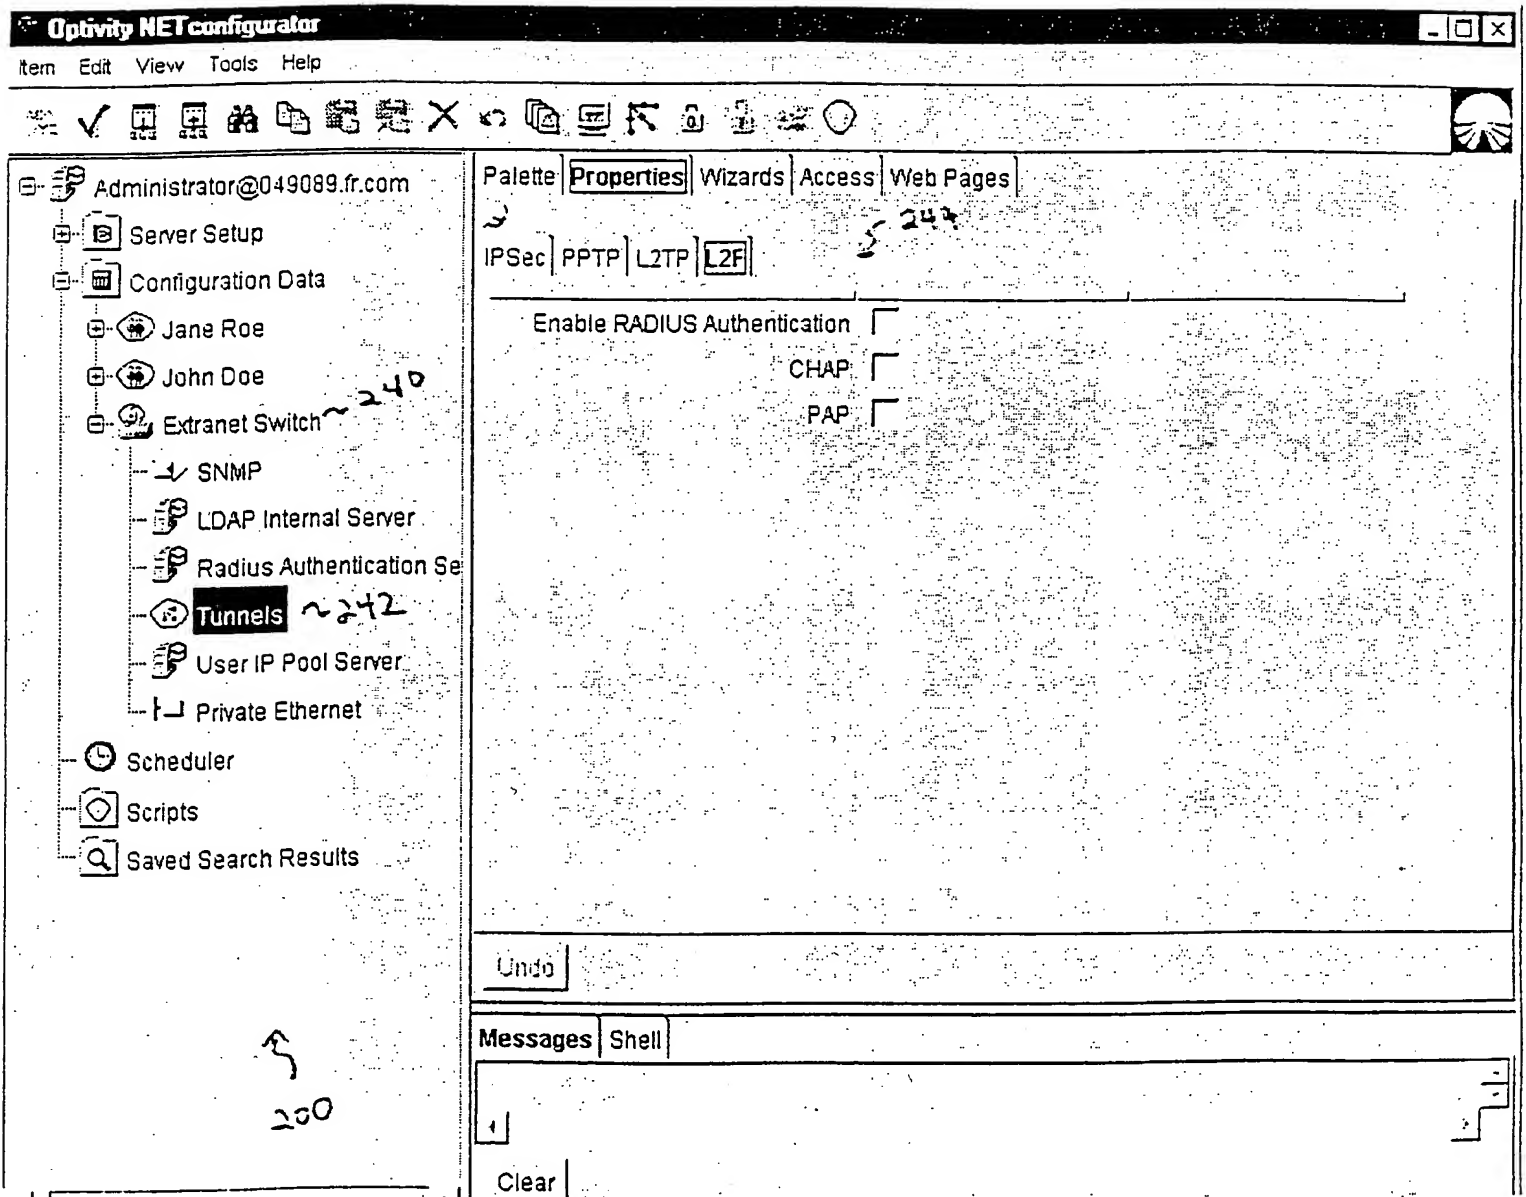 Optivity NETconfigurator
Item Edit View Tools Help
Administrator@049089.fr.com
Server Setup
Configuration Data
Jane Roe
John Doe
Extranet Switch ~ 240
SNMP
LDAP Internal Server
Radius Authentication Se
Tunnels ~ 242
User IP Pool Server
Private Ethernet
Scheduler
Scripts
Saved Search Results
200
Palette Properties Wizards Access Web Pages
244
IPSec PPTP L2TP L2F
Enable RADIUS Authentication
CHAP
PAP
Undo
Messages Shell
Clear